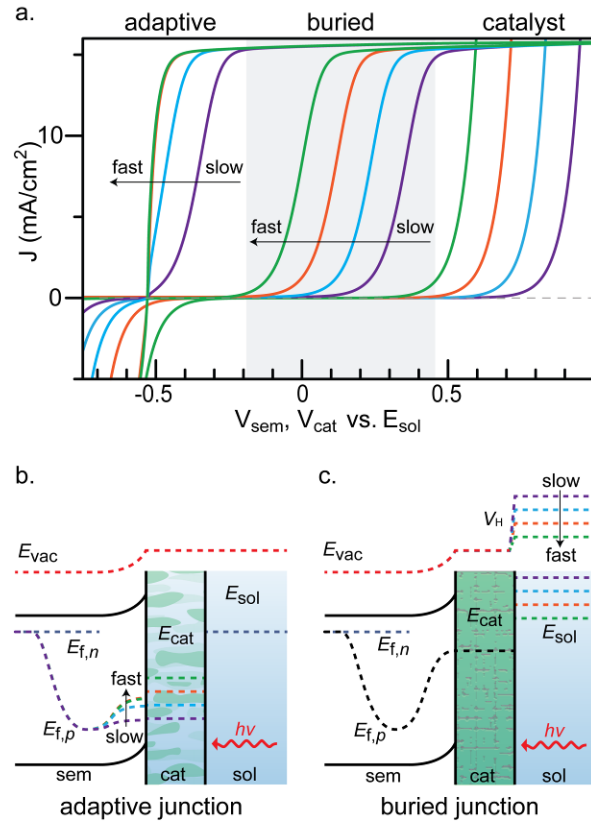 a.
adaptive buried catalyst
J (mA/cm²)
10
0
fast slow
fast slow
-0.5 0 0.5
V_sem, V_cat vs. E_sol
b.
E_vac
E_sol
E_cat
E_f,n
fast
E_f,p
slow
hν
sem cat sol
adaptive junction
c.
slow
V_H
fast
E_vac
E_cat
E_sol
E_f,n
E_f,p
hν
sem cat sol
buried junction